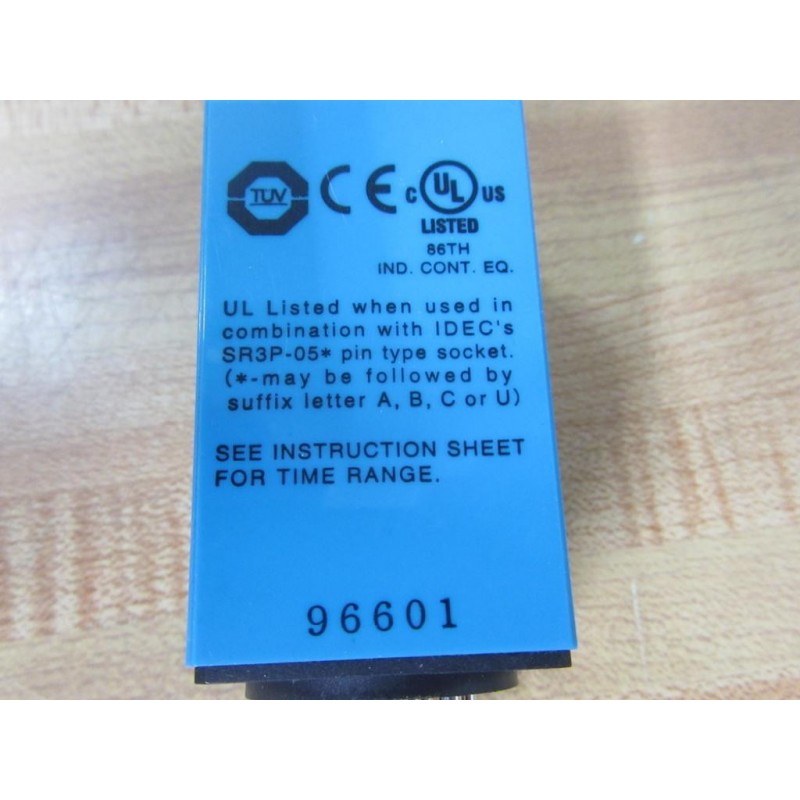 TUV CE C UL US
LISTED
86TH
IND. CONT. EQ.
UL Listed when used in
combination with IDEC's
SR3P-05* pin type socket.
(*-may be followed by
suffix letter A, B, C or U)
SEE INSTRUCTION SHEET
FOR TIME RANGE.
96601